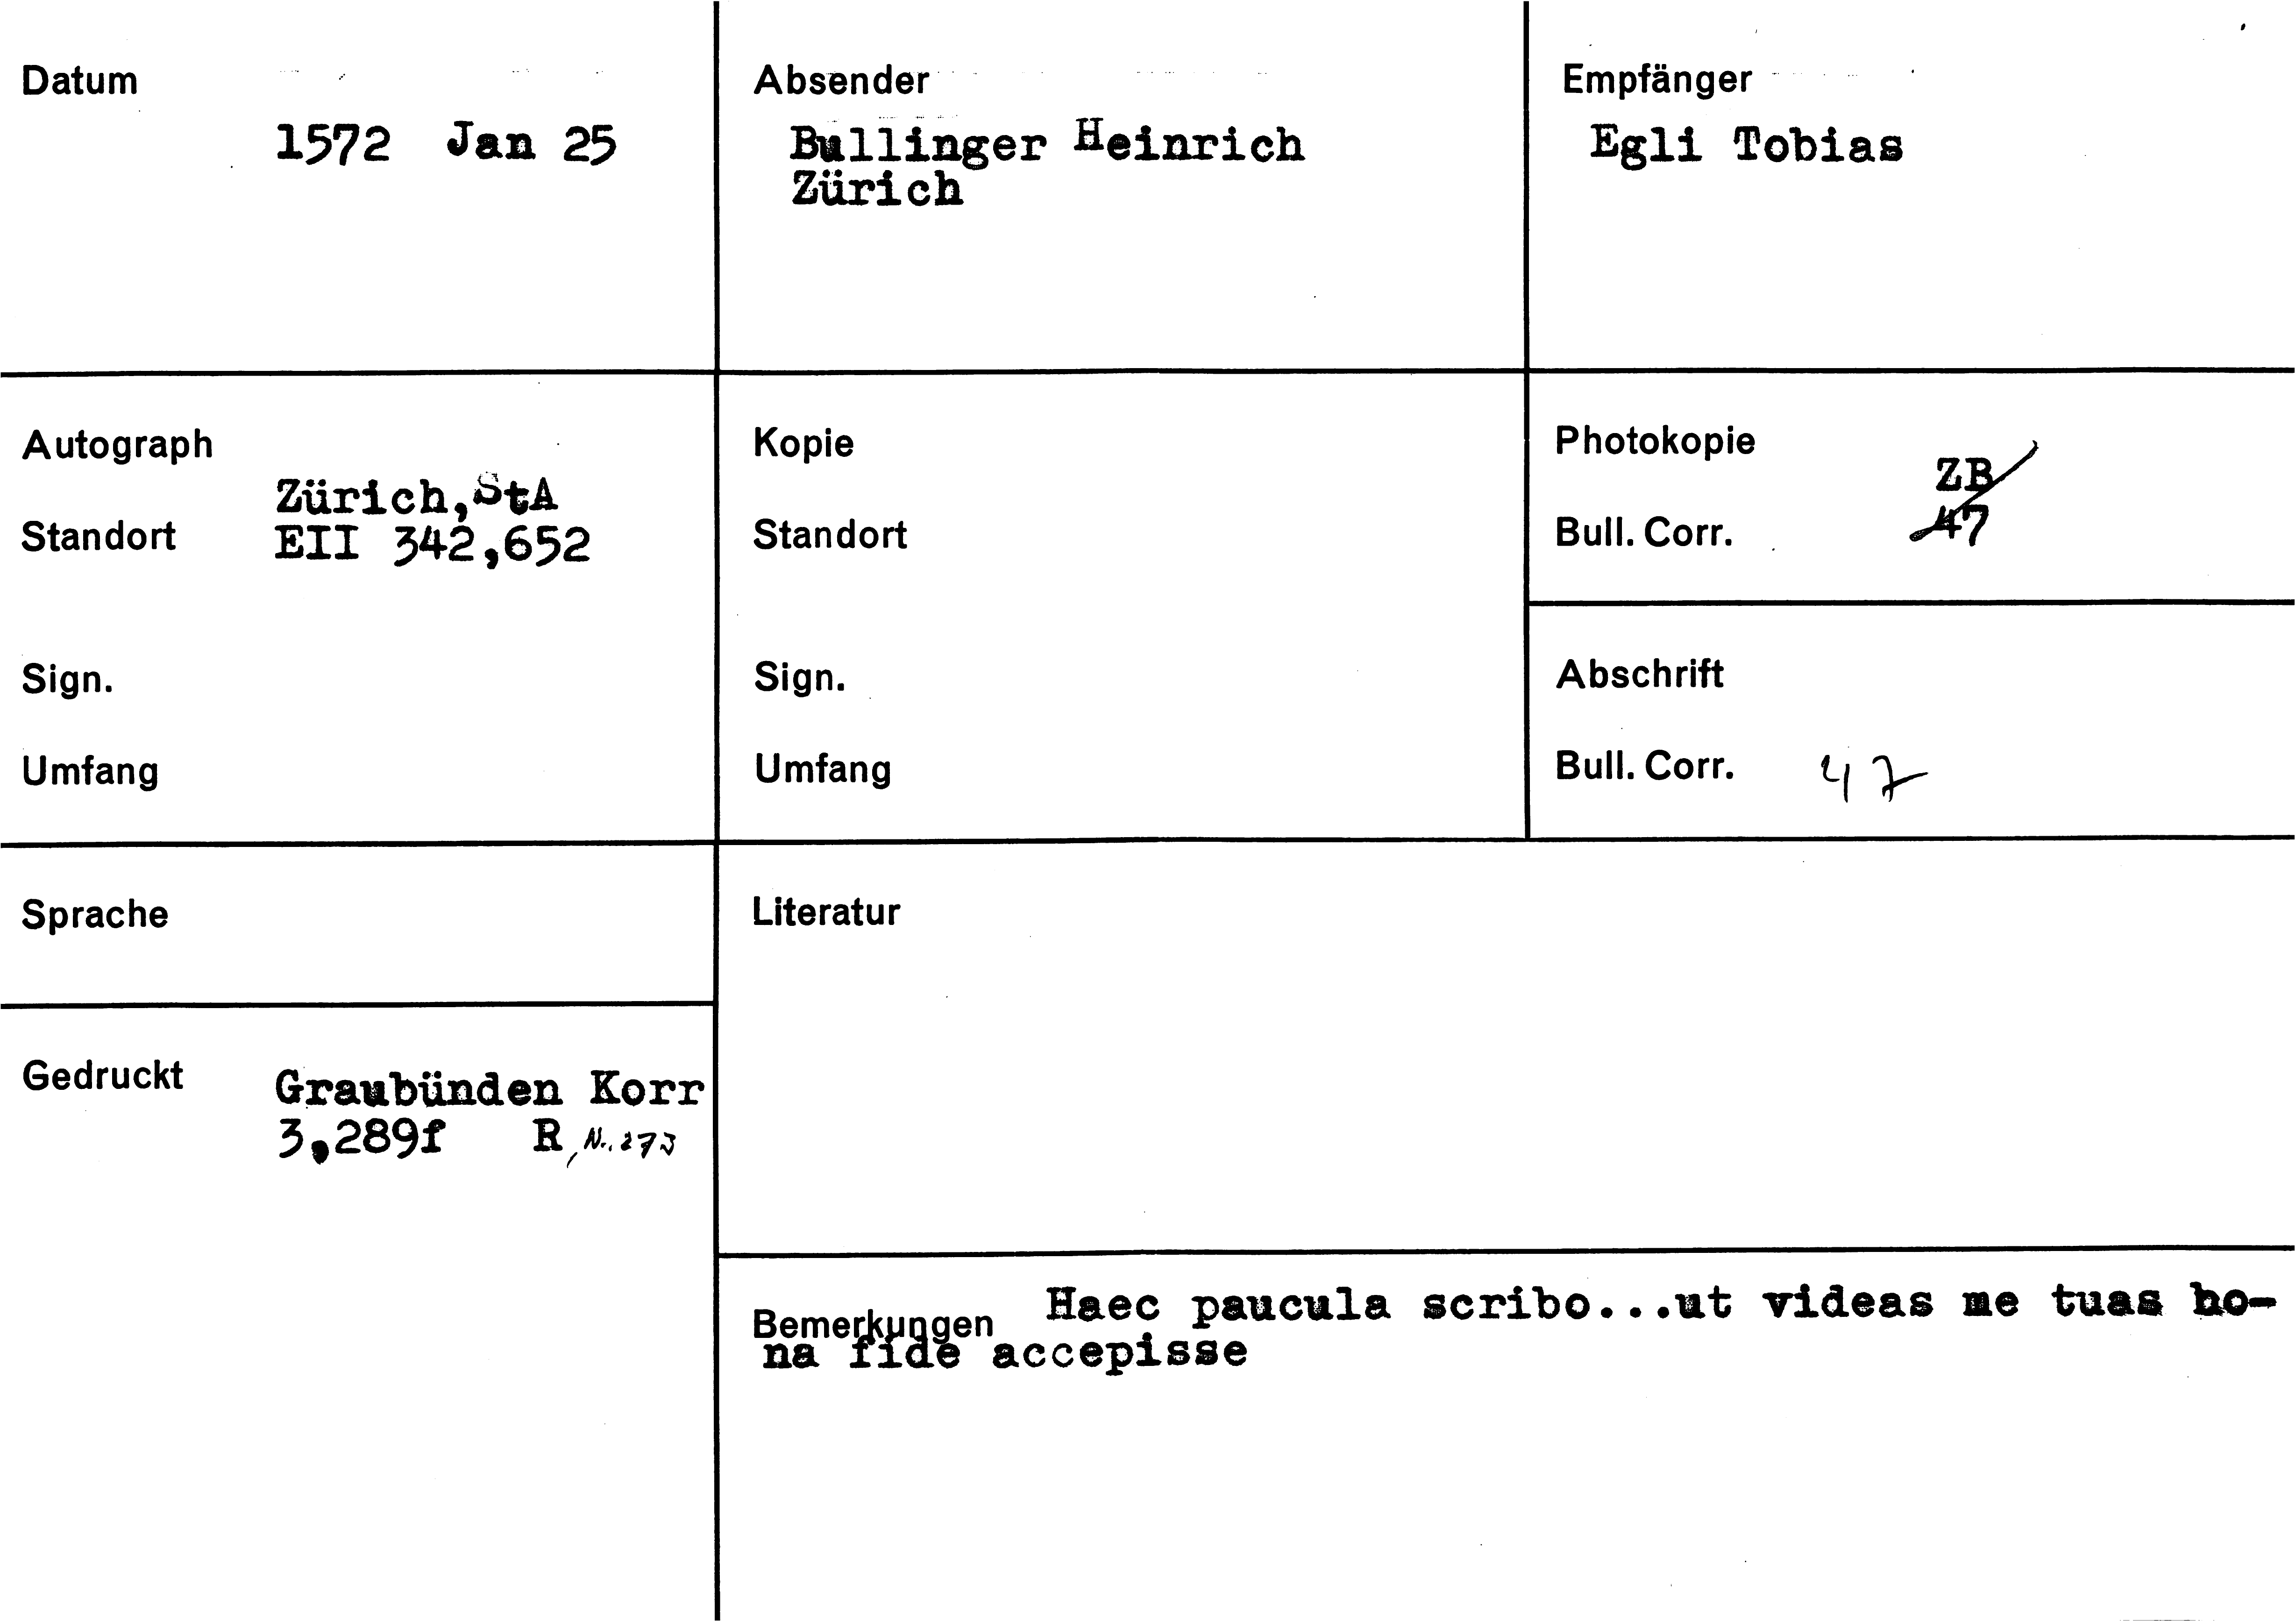 Datum
1572 Jan 25
Absender
Bullinger Heinrich
Zürich
Empfänger
Egli Tobias
Autograph
Zürich,StA
Standort
EII 342,652
Sign.
Umfang
Kopie
Standort
Sign.
Umfang
Photokopie
ZB
Bull. Corr. 47
Abschrift
Bull. Corr. 47
Sprache
Gedruckt
Graubünden Korr
3,289f R, N. 273
Literatur
Bemerkungen Haec paucula scribo...ut videas me tuas bo-
na fide accepisse